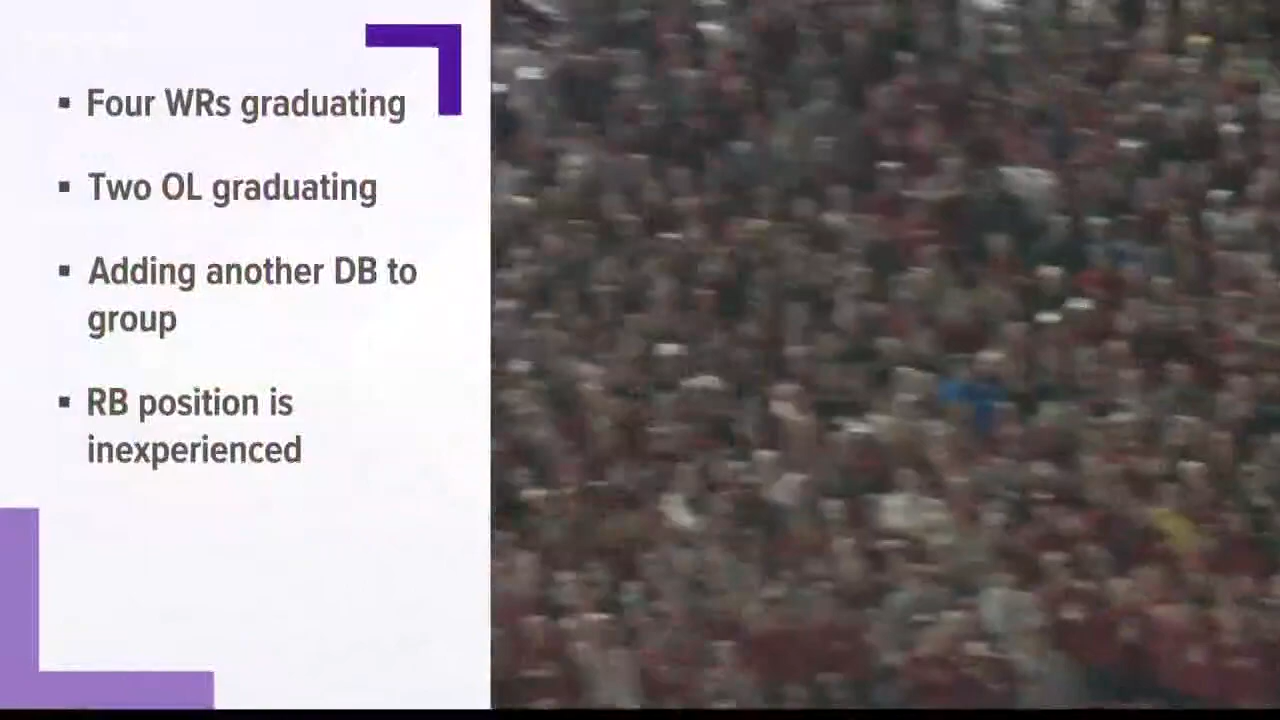 ▪ Four WRs graduating
▪ Two OL graduating
▪ Adding another DB to
group
▪ RB position is
inexperienced